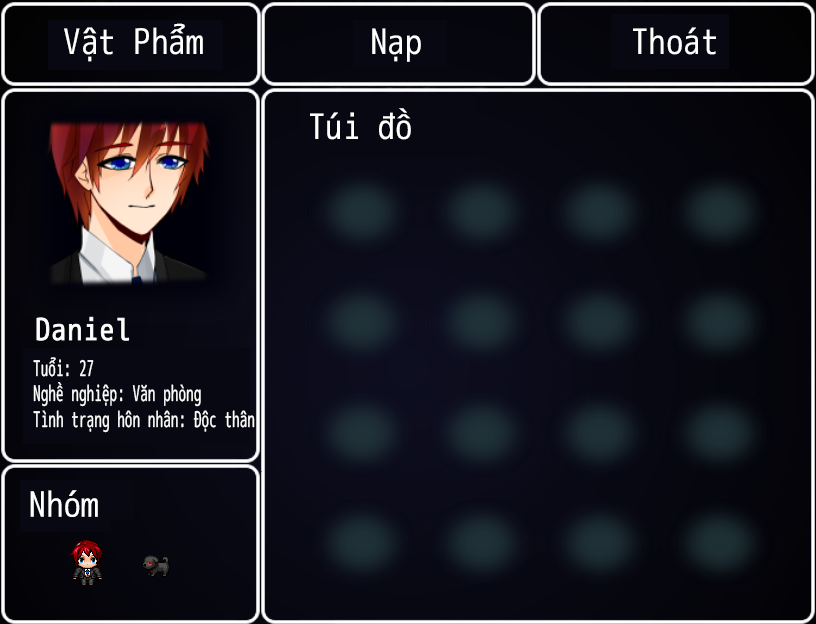 Vật Phẩm
Nạp
Thoát
Túi đồ
Daniel
Tuổi: 27
Nghề nghiệp: Văn phòng
Tình trạng hôn nhân: Độc thân
Nhóm